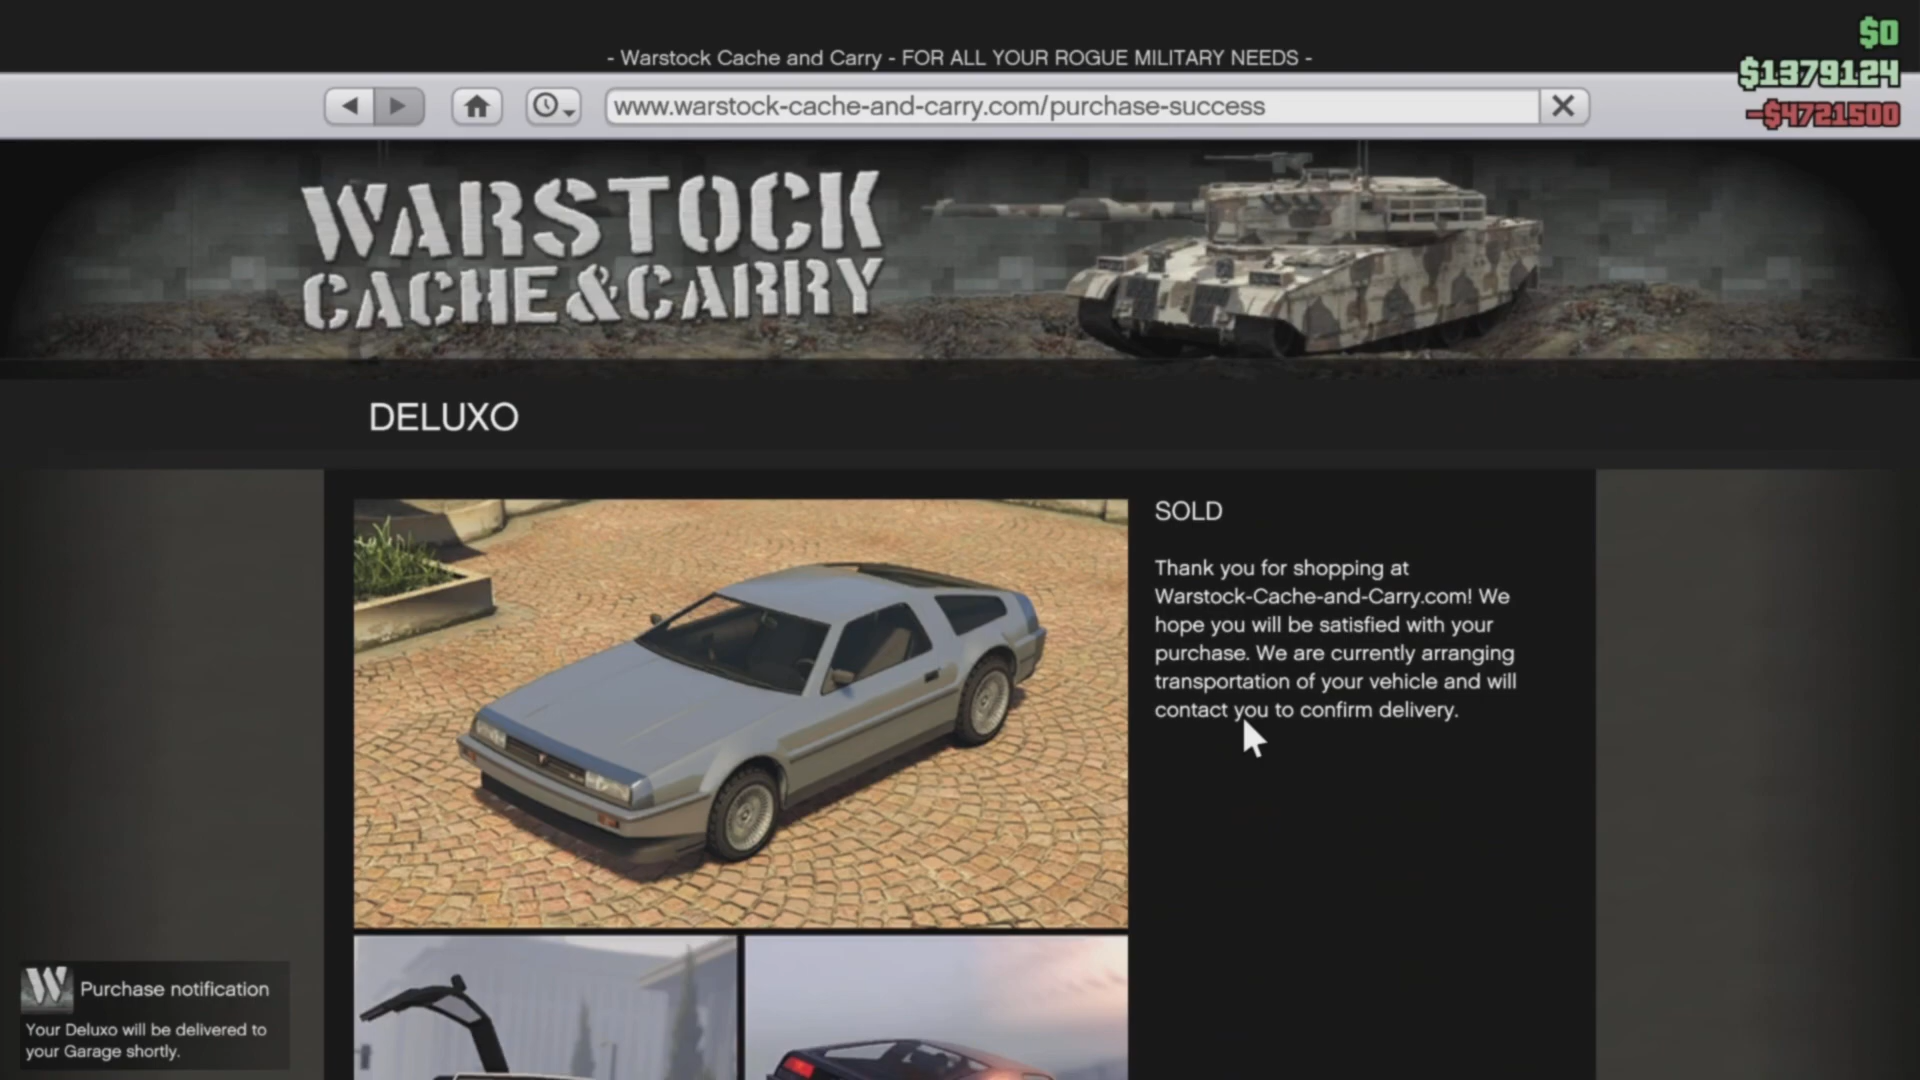 $0
- Warstock Cache and Carry - FOR ALL YOUR ROGUE MILITARY NEEDS -
$1379124
www.warstock-cache-and-carry.com/purchase-success
-$4721500
WARSTOCK
CACHE&CARRY
DELUXO
SOLD
Thank you for shopping at
Warstock-Cache-and-Carry.com! We
hope you will be satisfied with your
purchase. We are currently arranging
transportation of your vehicle and will
contact you to confirm delivery.
W
Purchase notification
Your Deluxo will be delivered to
your Garage shortly.